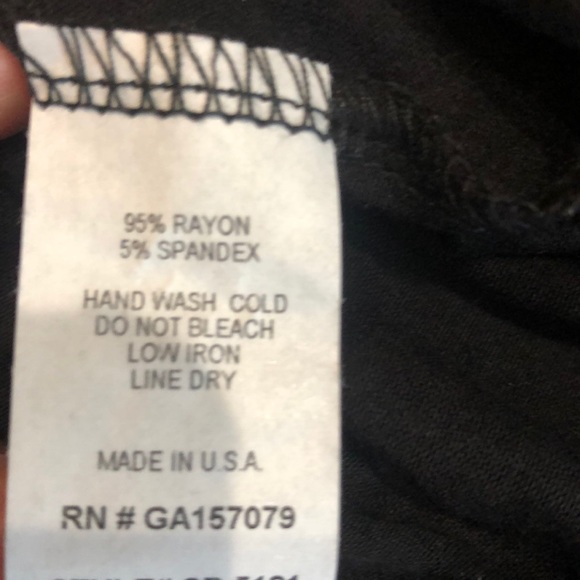 95% RAYON
5% SPANDEX
HAND WASH COLD
DO NOT BLEACH
LOW IRON
LINE DRY
MADE IN U.S.A.
RN # GA157079